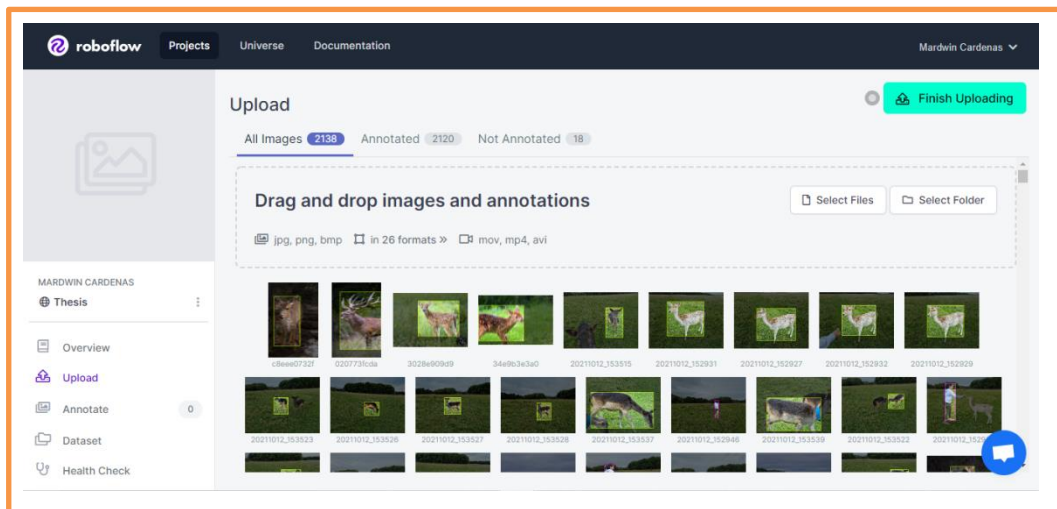 roboflow Projects Universe Documentation Mardwin Cardenas
Upload Finish Uploading
All Images 2138 Annotated 2120 Not Annotated 18
Drag and drop images and annotations Select Files Select Folder
jpg, png, bmp in 26 formats » mov, mp4, avi
MARDWIN CARDENAS
Thesis
Overview
Upload
Annotate 0
Dataset
Health Check
c8eee0732f 020773fcda 3028e909d9 34e9b3e3a0 20211012_153515 20211012_152931 20211012_152927 20211012_152932 20211012_152929
20211012_153523 20211012_153526 20211012_153527 20211012_153528 20211012_153537 20211012_152946 20211012_153539 20211012_153522